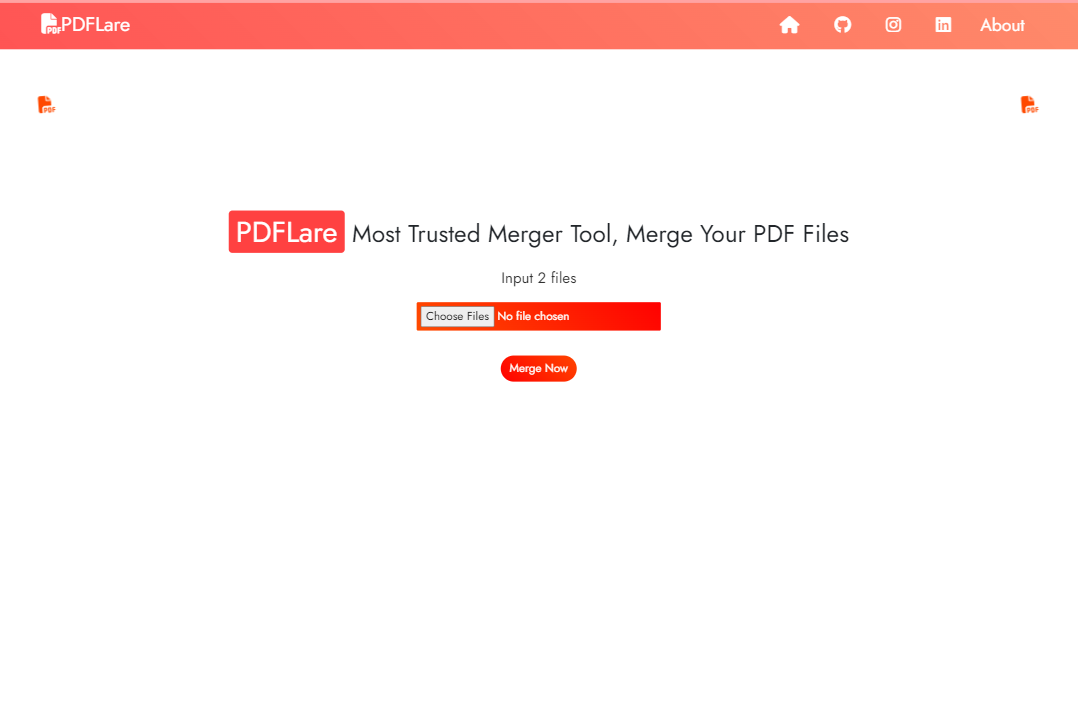 PDF PDFLare About
PDF PDF
PDFLare Most Trusted Merger Tool, Merge Your PDF Files
Input 2 files
Choose Files No file chosen
Merge Now